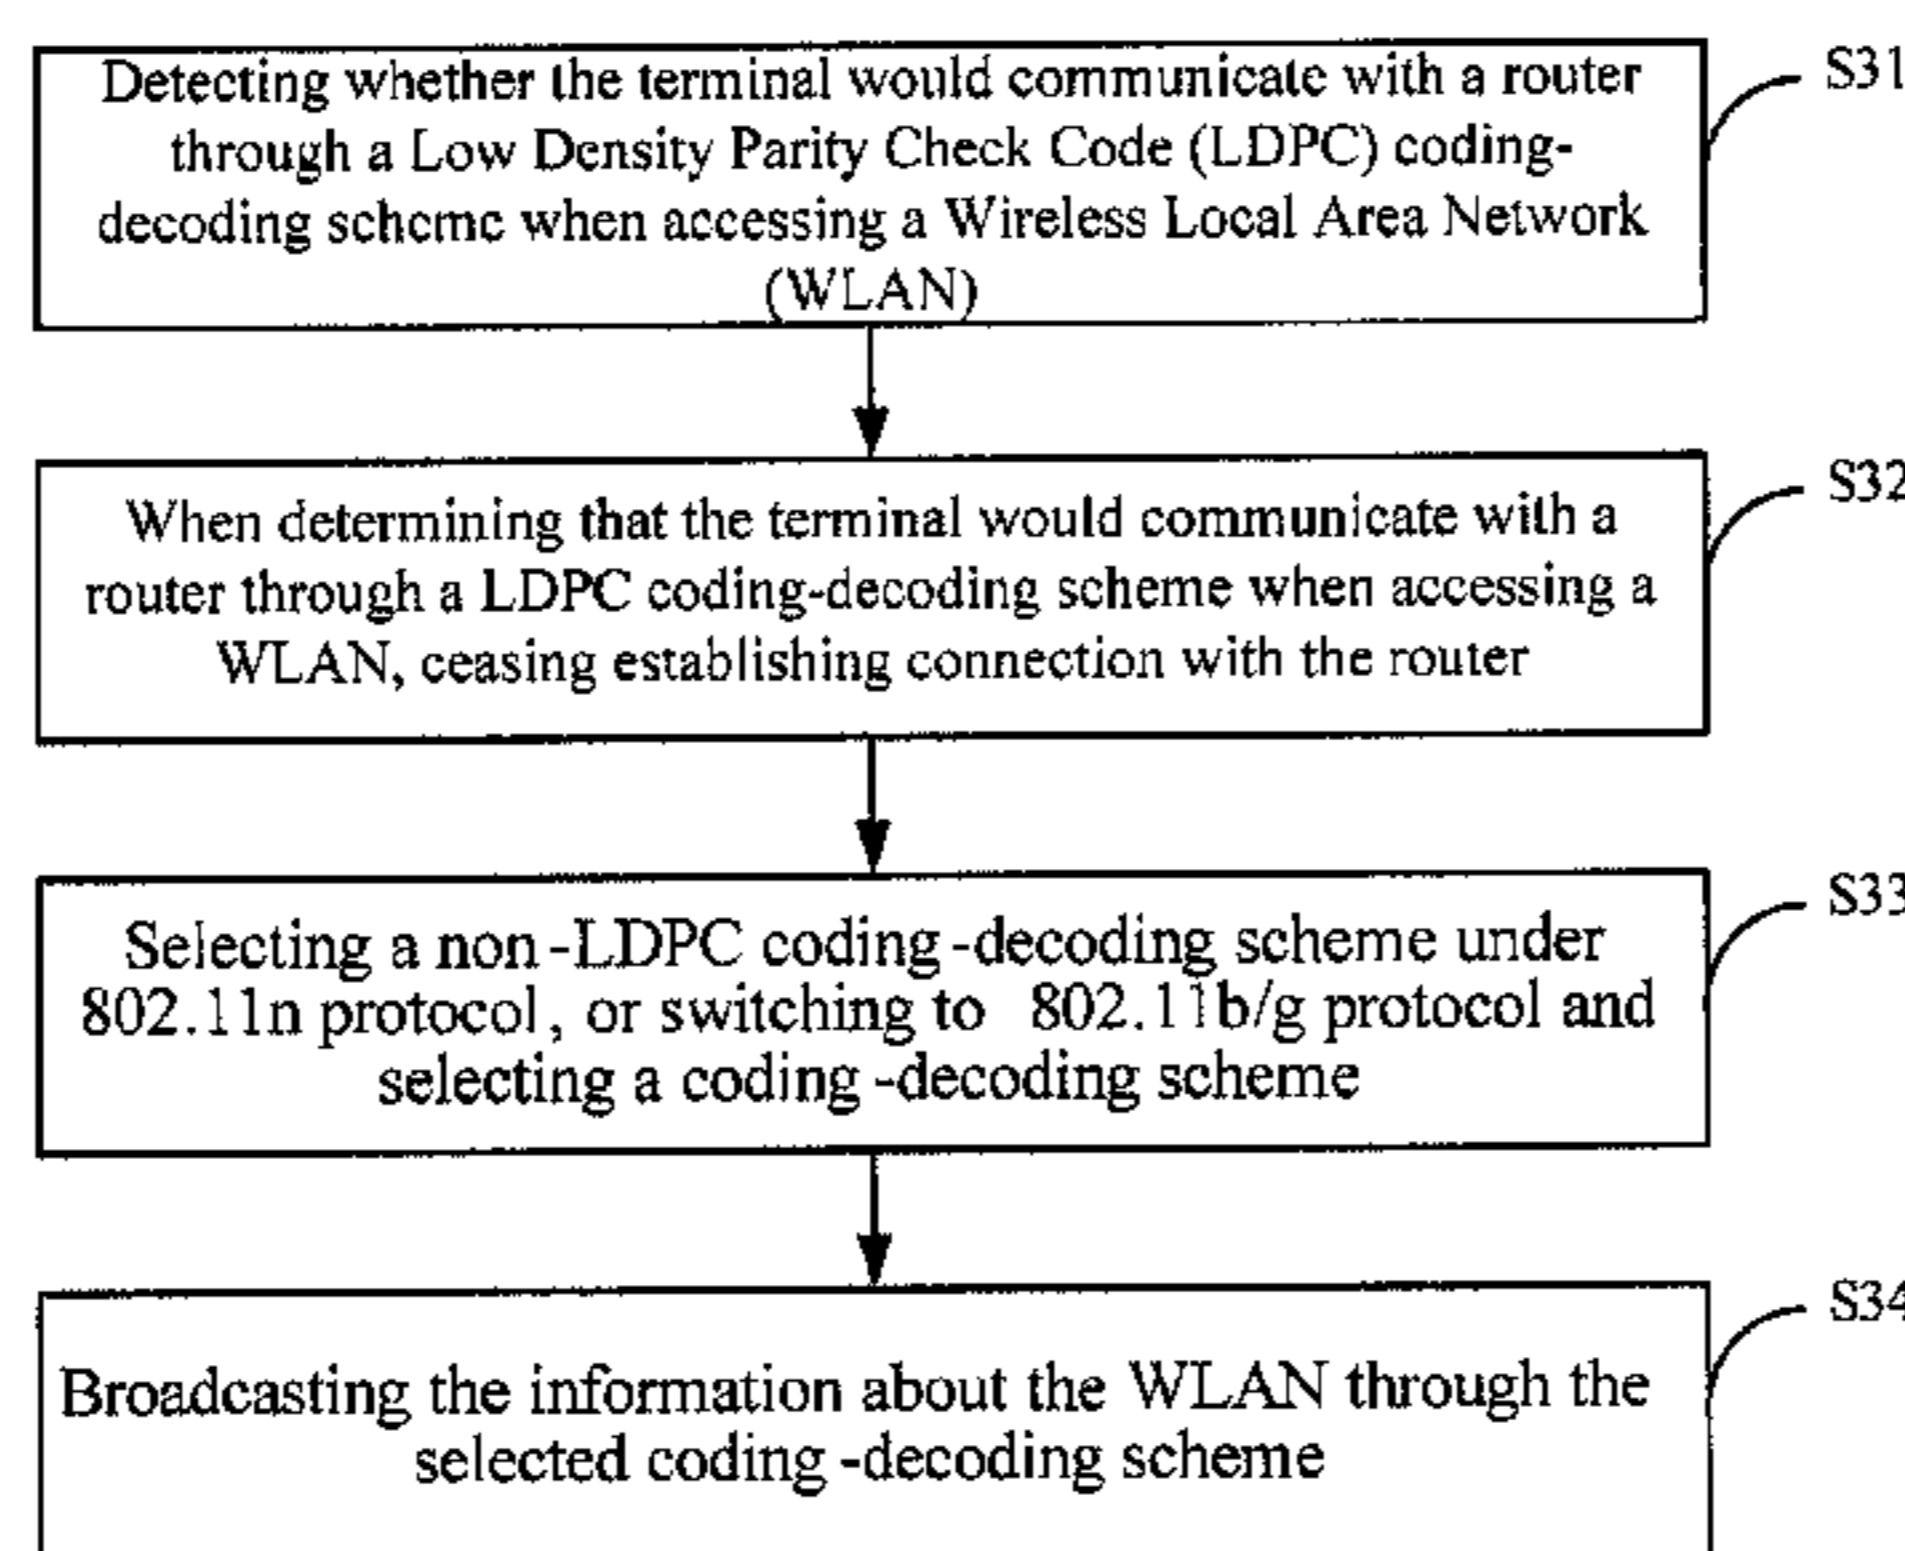 Detecting whether the terminal would communicate with a router
through a Low Density Parity Check Code (LDPC) coding-
decoding scheme when accessing a Wireless Local Area Network
(WLAN)
S31
When determining that the terminal would communicate with a
router through a LDPC coding-decoding scheme when accessing a
WLAN, ceasing establishing connection with the router
S32
Selecting a non-LDPC coding-decoding scheme under
802.11n protocol, or switching to 802.11b/g protocol and
selecting a coding-decoding scheme
S33
Broadcasting the information about the WLAN through the
selected coding-decoding scheme
S34